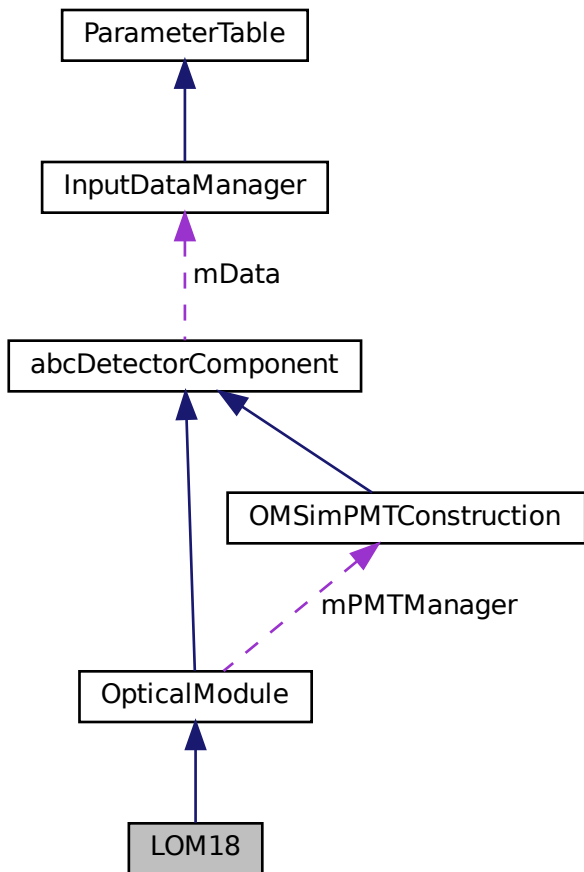 ParameterTable
InputDataManager
mData
abcDetectorComponent
OMSimPMTConstruction
mPMTManager
OpticalModule
LOM18